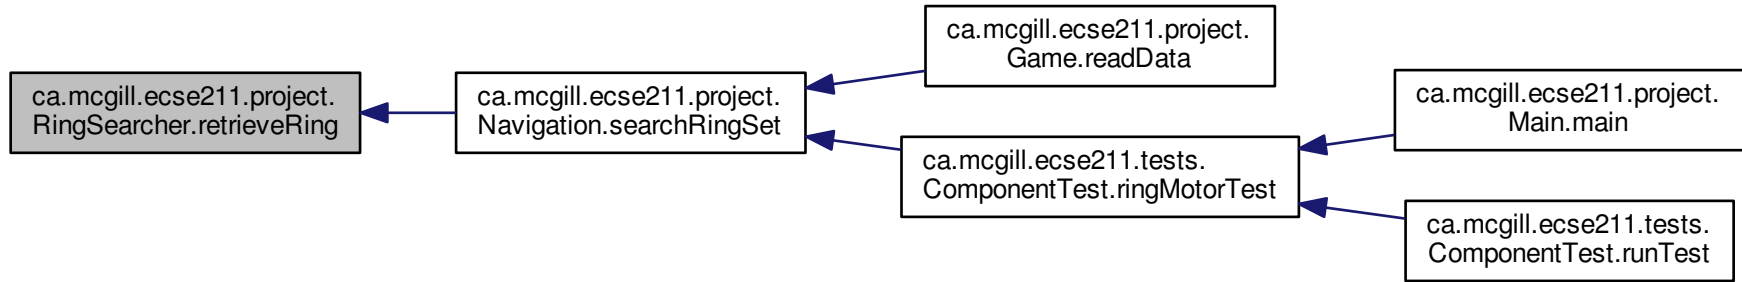 ca.mcgill.ecse211.project.
RingSearcher.retrieveRing
ca.mcgill.ecse211.project.
Navigation.searchRingSet
ca.mcgill.ecse211.project.
Game.readData
ca.mcgill.ecse211.tests.
ComponentTest.ringMotorTest
ca.mcgill.ecse211.project.
Main.main
ca.mcgill.ecse211.tests.
ComponentTest.runTest